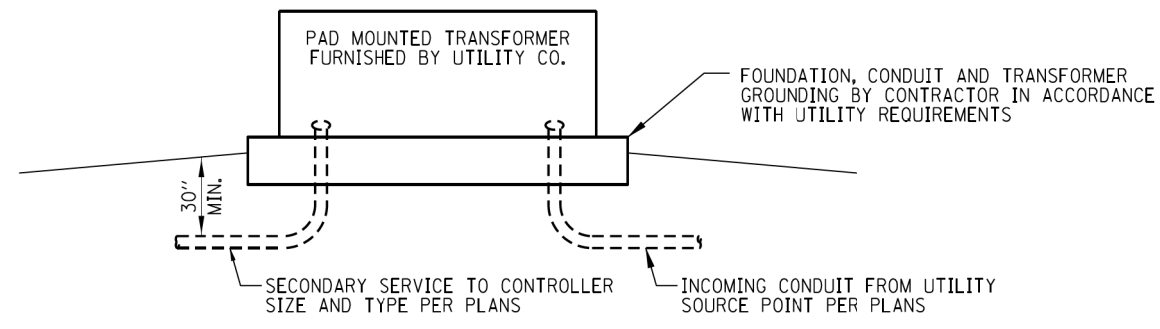 PAD MOUNTED TRANSFORMER
FURNISHED BY UTILITY CO.
FOUNDATION, CONDUIT AND TRANSFORMER
GROUNDING BY CONTRACTOR IN ACCORDANCE
WITH UTILITY REQUIREMENTS
30"
MIN.
SECONDARY SERVICE TO CONTROLLER
SIZE AND TYPE PER PLANS
INCOMING CONDUIT FROM UTILITY
SOURCE POINT PER PLANS